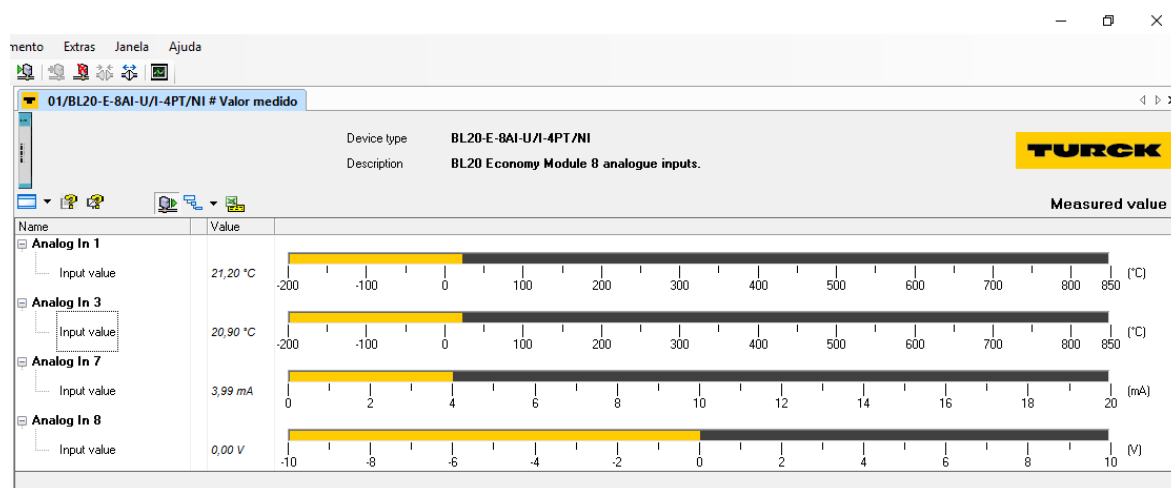 mento Extras Janela Ajuda
01/BL20-E-8AI-U/I-4PT/NI # Valor medido
Device type BL20-E-8AI-U/I-4PT/NI
Description BL20 Economy Module 8 analogue inputs.
TURCK
Measured value
Name Value
Analog In 1
Input value 21,20 °C
-200 -100 0 100 200 300 400 500 600 700 800 850 (°C)
Analog In 3
Input value 20,90 °C
-200 -100 0 100 200 300 400 500 600 700 800 850 (°C)
Analog In 7
Input value 3,99 mA
0 2 4 6 8 10 12 14 16 18 20 (mA)
Analog In 8
Input value 0,00 V
-10 -8 -6 -4 -2 0 2 4 6 8 10 (V)